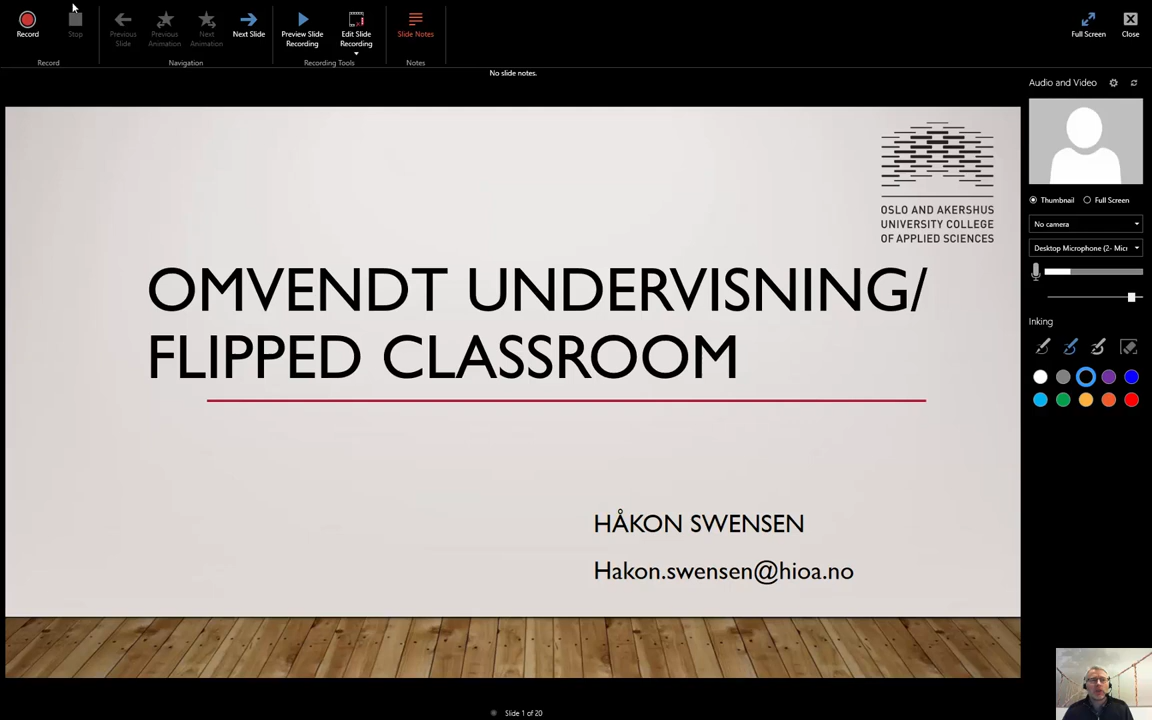 Record
Stop
Previous
Slide
Previous
Animation
Next
Animation
Next Slide
Preview Slide
Recording
Edit Slide
Recording
Slide Notes
Full Screen
Close
Record
Navigation
Recording Tools
Notes
No slide notes.
Audio and Video
Thumbnail
Full Screen
No camera
Desktop Microphone (2- Micr
Inking
OSLO AND AKERSHUS
UNIVERSITY COLLEGE
OF APPLIED SCIENCES
OMVENDT UNDERVISNING/
FLIPPED CLASSROOM
HÅKON SWENSEN
Hakon.swensen@hioa.no
Slide 1 of 20